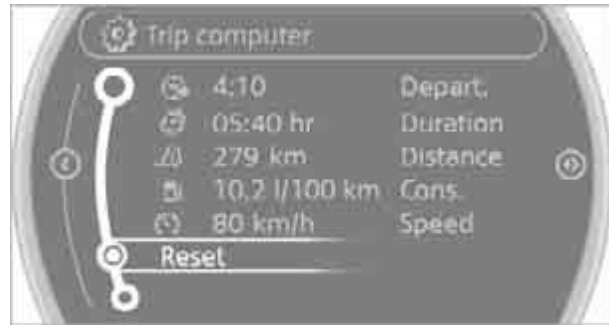 Trip computer
4:10 Depart.
05:40 hr Duration
279 km Distance
10,2 l/100 km Cons.
80 km/h Speed
Reset